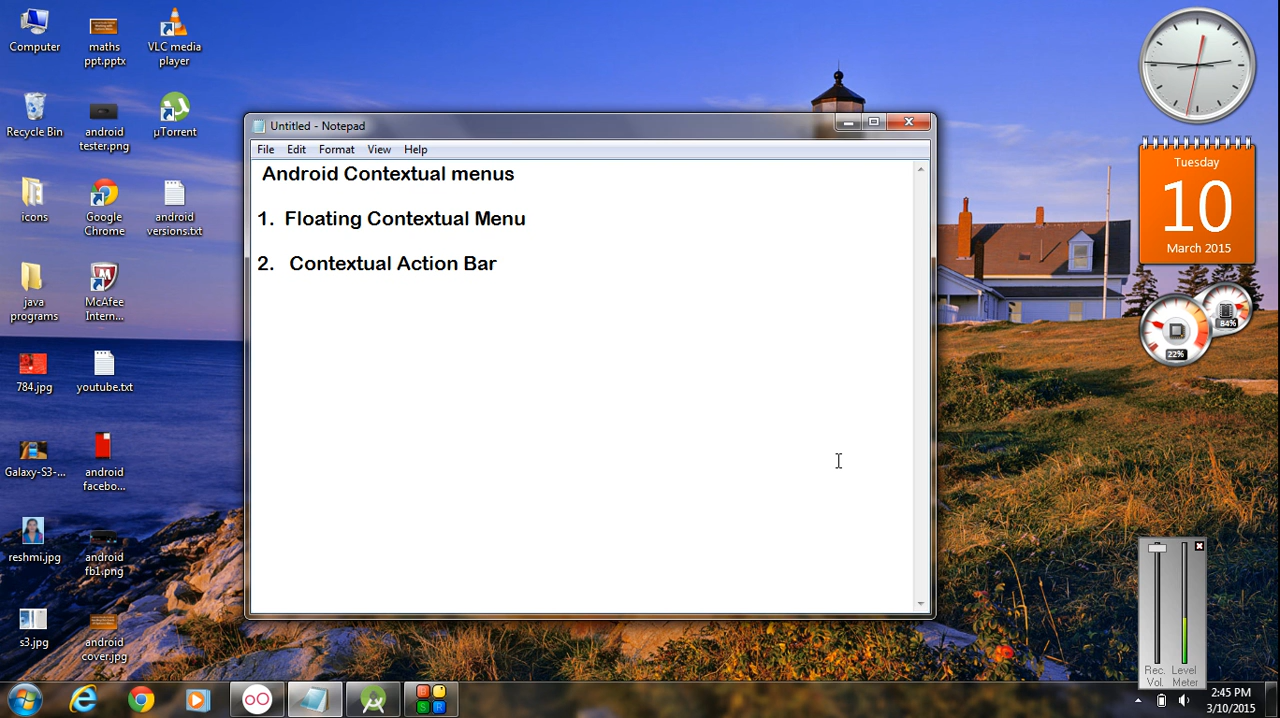 Computer
maths
ppt.pptx
VLC media
player
Recycle Bin
android
tester.png
µTorrent
icons
Google
Chrome
android
versions.txt
java
programs
McAfee
Intern...
784.jpg
youtube.txt
Galaxy-S3-...
android
facebo...
reshmi.jpg
android
fb1.png
s3.jpg
android
cover.jpg
Untitled - Notepad
File Edit Format View Help
Android Contextual menus
1. Floating Contextual Menu
2. Contextual Action Bar
Tuesday
10
March 2015
84%
22%
Rec. Level
Vol. Meter
2:45 PM
3/10/2015